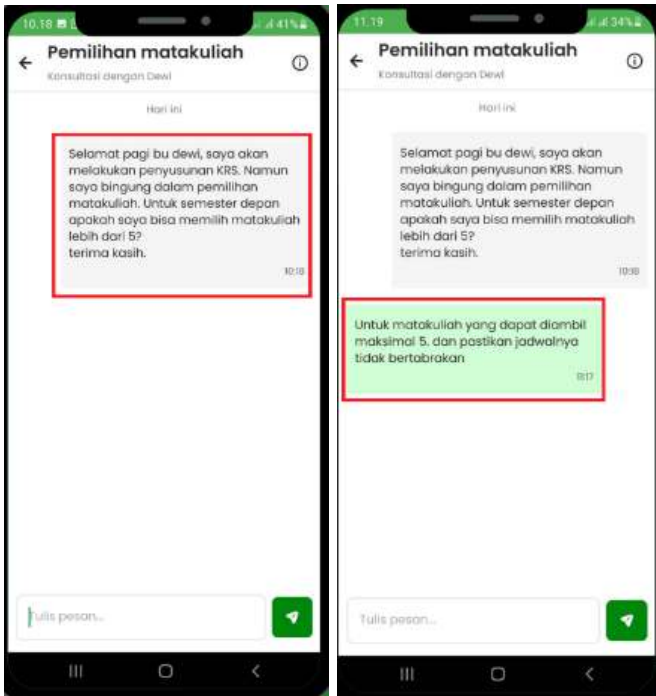 10.18
41%
Pemilihan matakuliah
Konsultasi dengan Dewi
Hari ini
Selamat pagi bu dewi, saya akan
melakukan penyusunan KRS. Namun
saya bingung dalam pemilihan
matakuliah. Untuk semester depan
apakah saya bisa memilih matakuliah
lebih dari 5?
terima kasih.
10:18
Tulis pesan...
11.19
34%
Pemilihan matakuliah
Konsultasi dengan Dewi
Hari ini
Selamat pagi bu dewi, saya akan
melakukan penyusunan KRS. Namun
saya bingung dalam pemilihan
matakuliah. Untuk semester depan
apakah saya bisa memilih matakuliah
lebih dari 5?
terima kasih.
10:18
Untuk matakuliah yang dapat diambil
maksimal 5. dan pastikan jadwalnya
tidak bertabrakan
11:17
Tulis pesan...